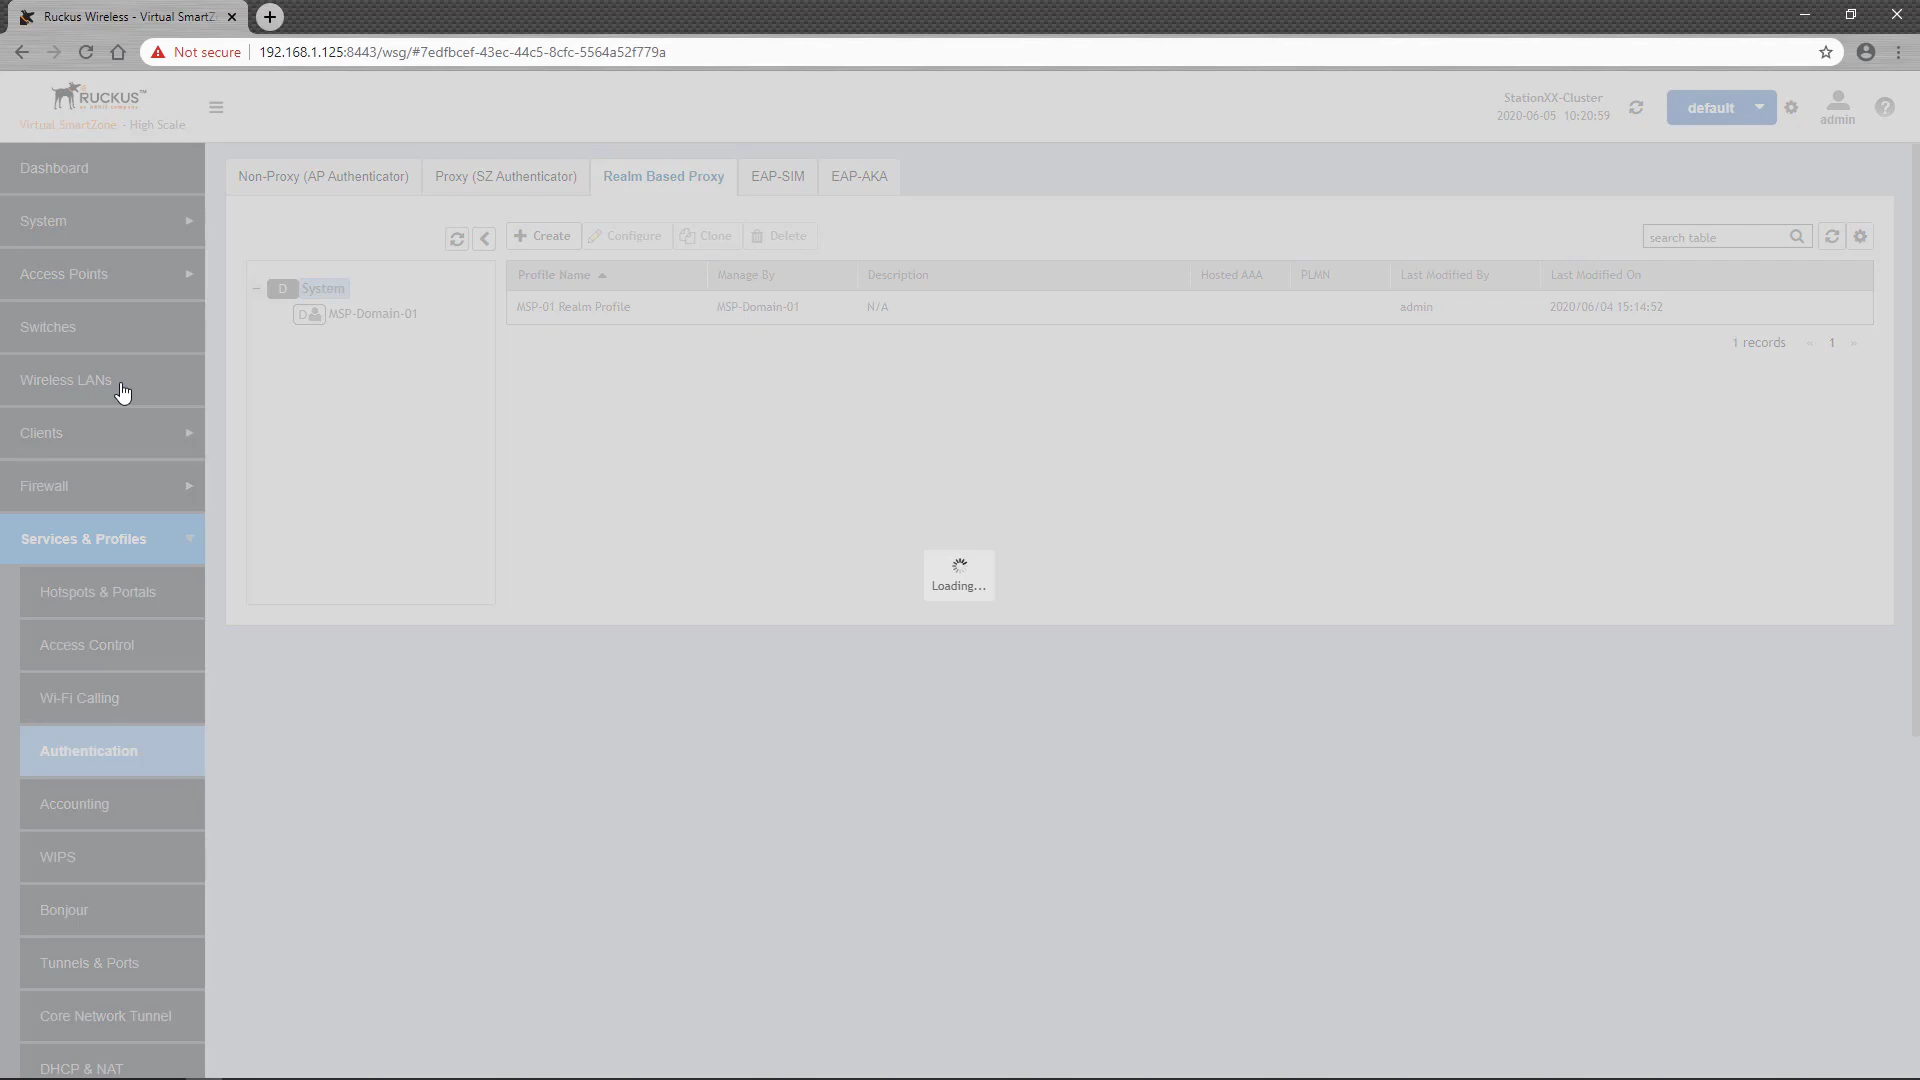 Ruckus Wireless - Virtual SmartZ
Not secure
192.168.1.125:8443/wsg/#7edfbcef-43ec-44c5-8cfc-5564a52f779a
RUCKUS™
Virtual SmartZone - High Scale
StationXX-Cluster
2020-06-05 10:20:59
default
admin
Dashboard
System
Access Points
Switches
Wireless LANs
Clients
Firewall
Services & Profiles
Hotspots & Portals
Access Control
Wi-Fi Calling
Authentication
Accounting
WIPS
Bonjour
Tunnels & Ports
Core Network Tunnel
DHCP & NAT
Non-Proxy (AP Authenticator) Proxy (SZ Authenticator) Realm Based Proxy EAP-SIM EAP-AKA
Create Configure Clone Delete
search table
D System
D MSP-Domain-01
Profile Name Manage By Description Hosted AAA PLMN Last Modified By Last Modified On
MSP-01 Realm Profile MSP-Domain-01 N/A admin 2020/06/04 15:14:52
1 records « 1 »
Loading...